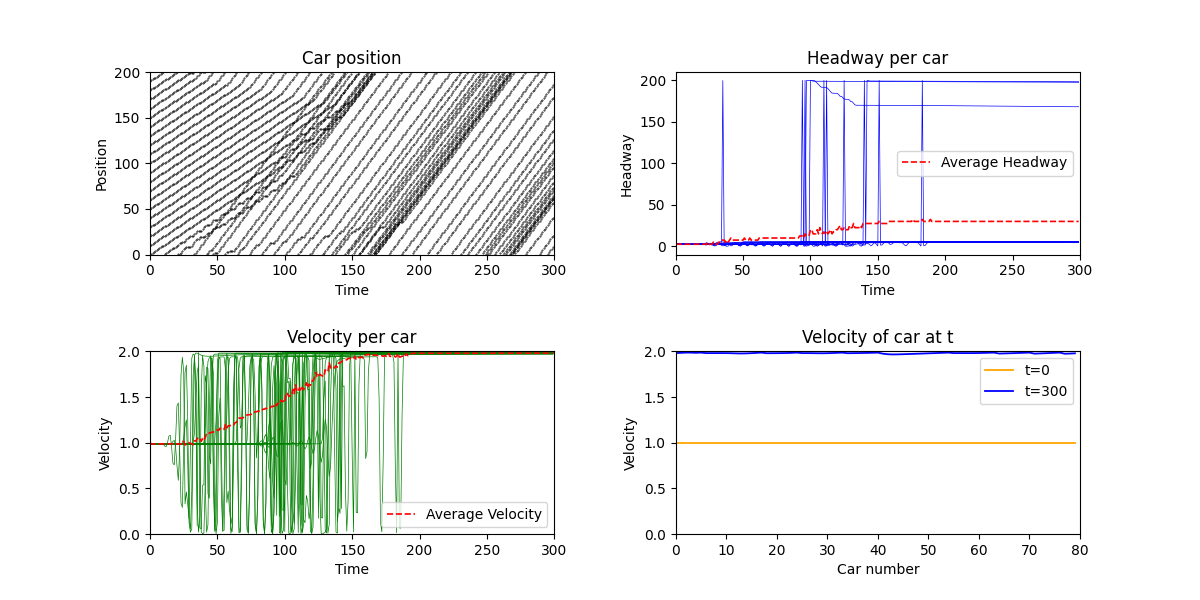 Car position
200
150
100
50
0
Position
0 50 100 150 200 250 300
Time
Headway per car
200
150
100
50
0
Headway
Average Headway
0 50 100 150 200 250 300
Time
Velocity per car
2.0
1.5
1.0
0.5
0.0
Velocity
Average Velocity
0 50 100 150 200 250 300
Time
Velocity of car at t
2.0
1.5
1.0
0.5
0.0
Velocity
t=0
t=300
0 10 20 30 40 50 60 70 80
Car number